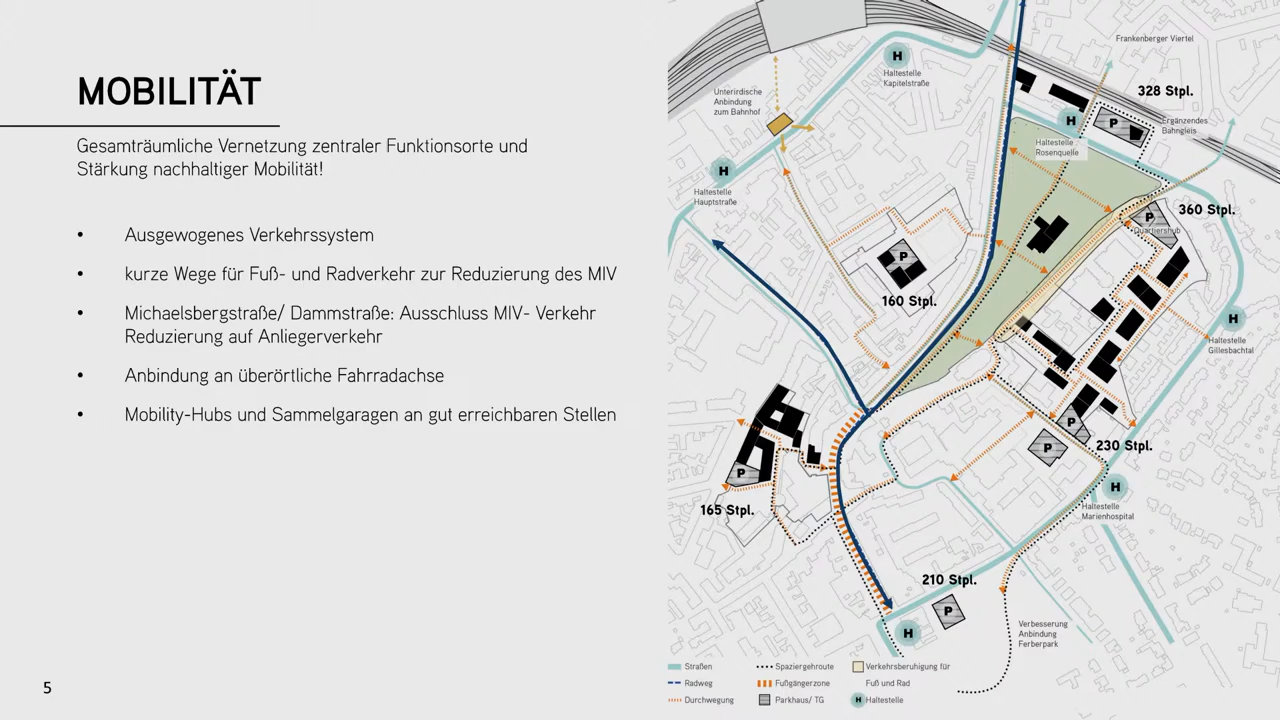 MOBILITÄT
Gesamträumliche Vernetzung zentraler Funktionsorte und
Stärkung nachhaltiger Mobilität!
• Ausgewogenes Verkehrssystem
• kurze Wege für Fuß- und Radverkehr zur Reduzierung des MIV
• Michaelsbergstraße/ Dammstraße: Ausschluss MIV- Verkehr
Reduzierung auf Anliegerverkehr
• Anbindung an überörtliche Fahrradachse
• Mobility-Hubs und Sammelgaragen an gut erreichbaren Stellen
5
Frankenberger Viertel
H
Haltestelle
Kapitelstraße
Unterirdische
Anbindung
zum Bahnhof
328 Stpl.
H
P
Ergänzendes
Bahngleis
Haltestelle
Rosenquelle
H
Haltestelle
Hauptstraße
360 Stpl.
P
Quartiershub
P
160 Stpl.
H
Haltestelle
Gillesbachtal
P
P
230 Stpl.
P
165 Stpl.
H
Haltestelle
Marienhospital
210 Stpl.
P
H
Verbesserung
Anbindung
Ferberpark
Straßen
Radweg
Durchwegung
Spaziergehroute
Fußgängerzone
Parkhaus/ TG
Verkehrsberuhigung für
Fuß und Rad
H Haltestelle